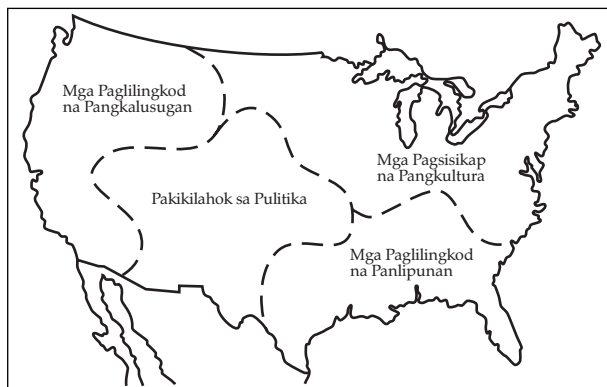 Mga Paglilingkod
na Pangkalusugan
Mga Pagsisikap
na Pangkultura
Pakikilahok sa Pulitika
Mga Paglilingkod
na Panlipunan